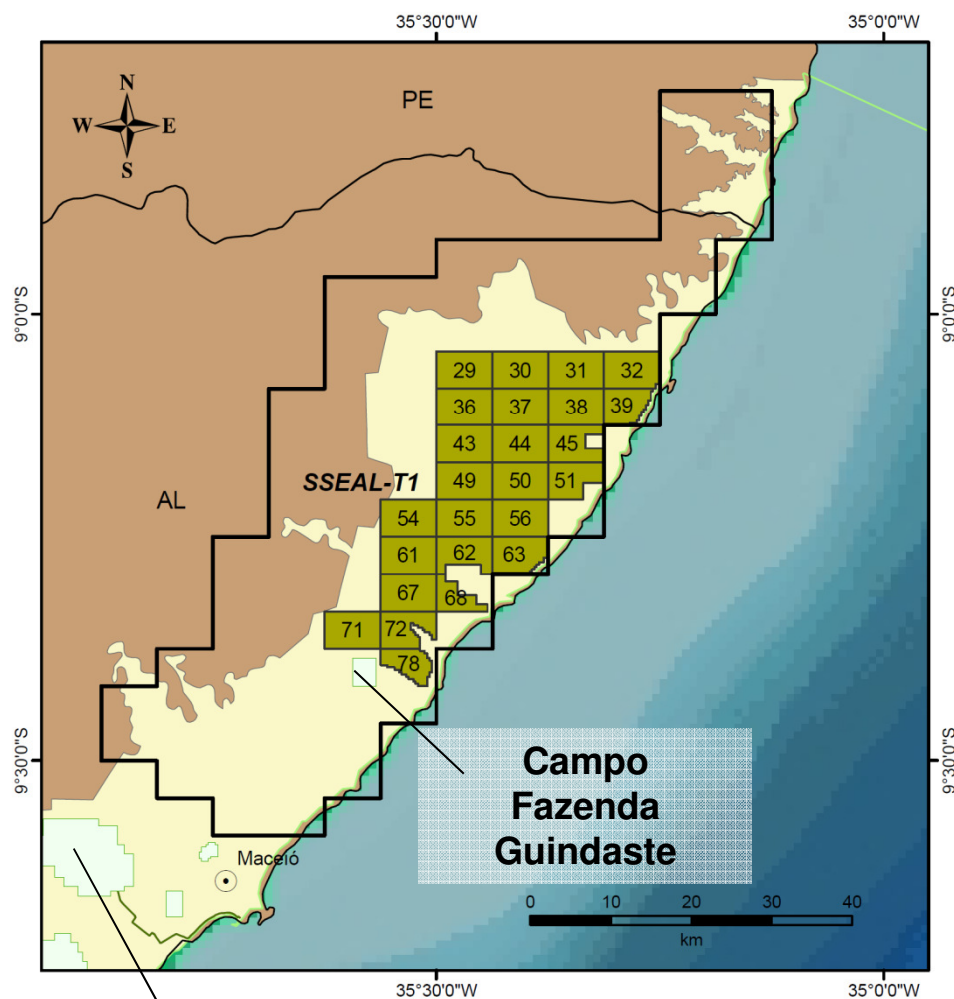 35°30'0"W
35°0'0"W
N
W
E
S
PE
9°0'0"S
9°0'0"S
29
30
31
32
36
37
38
39
43
44
45
SSEAL-T1
49
50
51
AL
54
55
56
61
62
63
67
68
71
72
78
9°30'0"S
9°30'0"S
Campo
Fazenda
Guindaste
Maceió
0
10
20
30
40
km
35°30'0"W
35°0'0"W